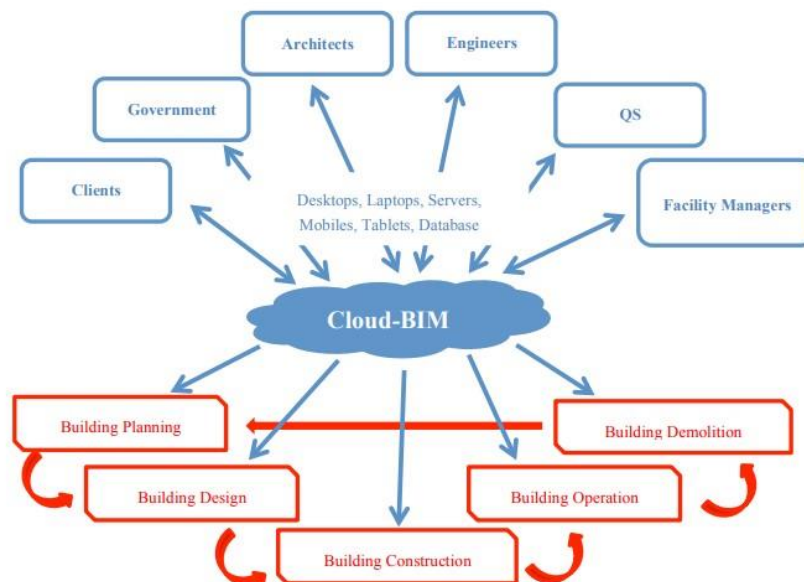 Architects
Engineers
Government
QS
Clients
Desktops, Laptops, Servers,
Mobiles, Tablets, Database
Facility Managers
Cloud-BIM
Building Planning
Building Demolition
Building Design
Building Operation
Building Construction